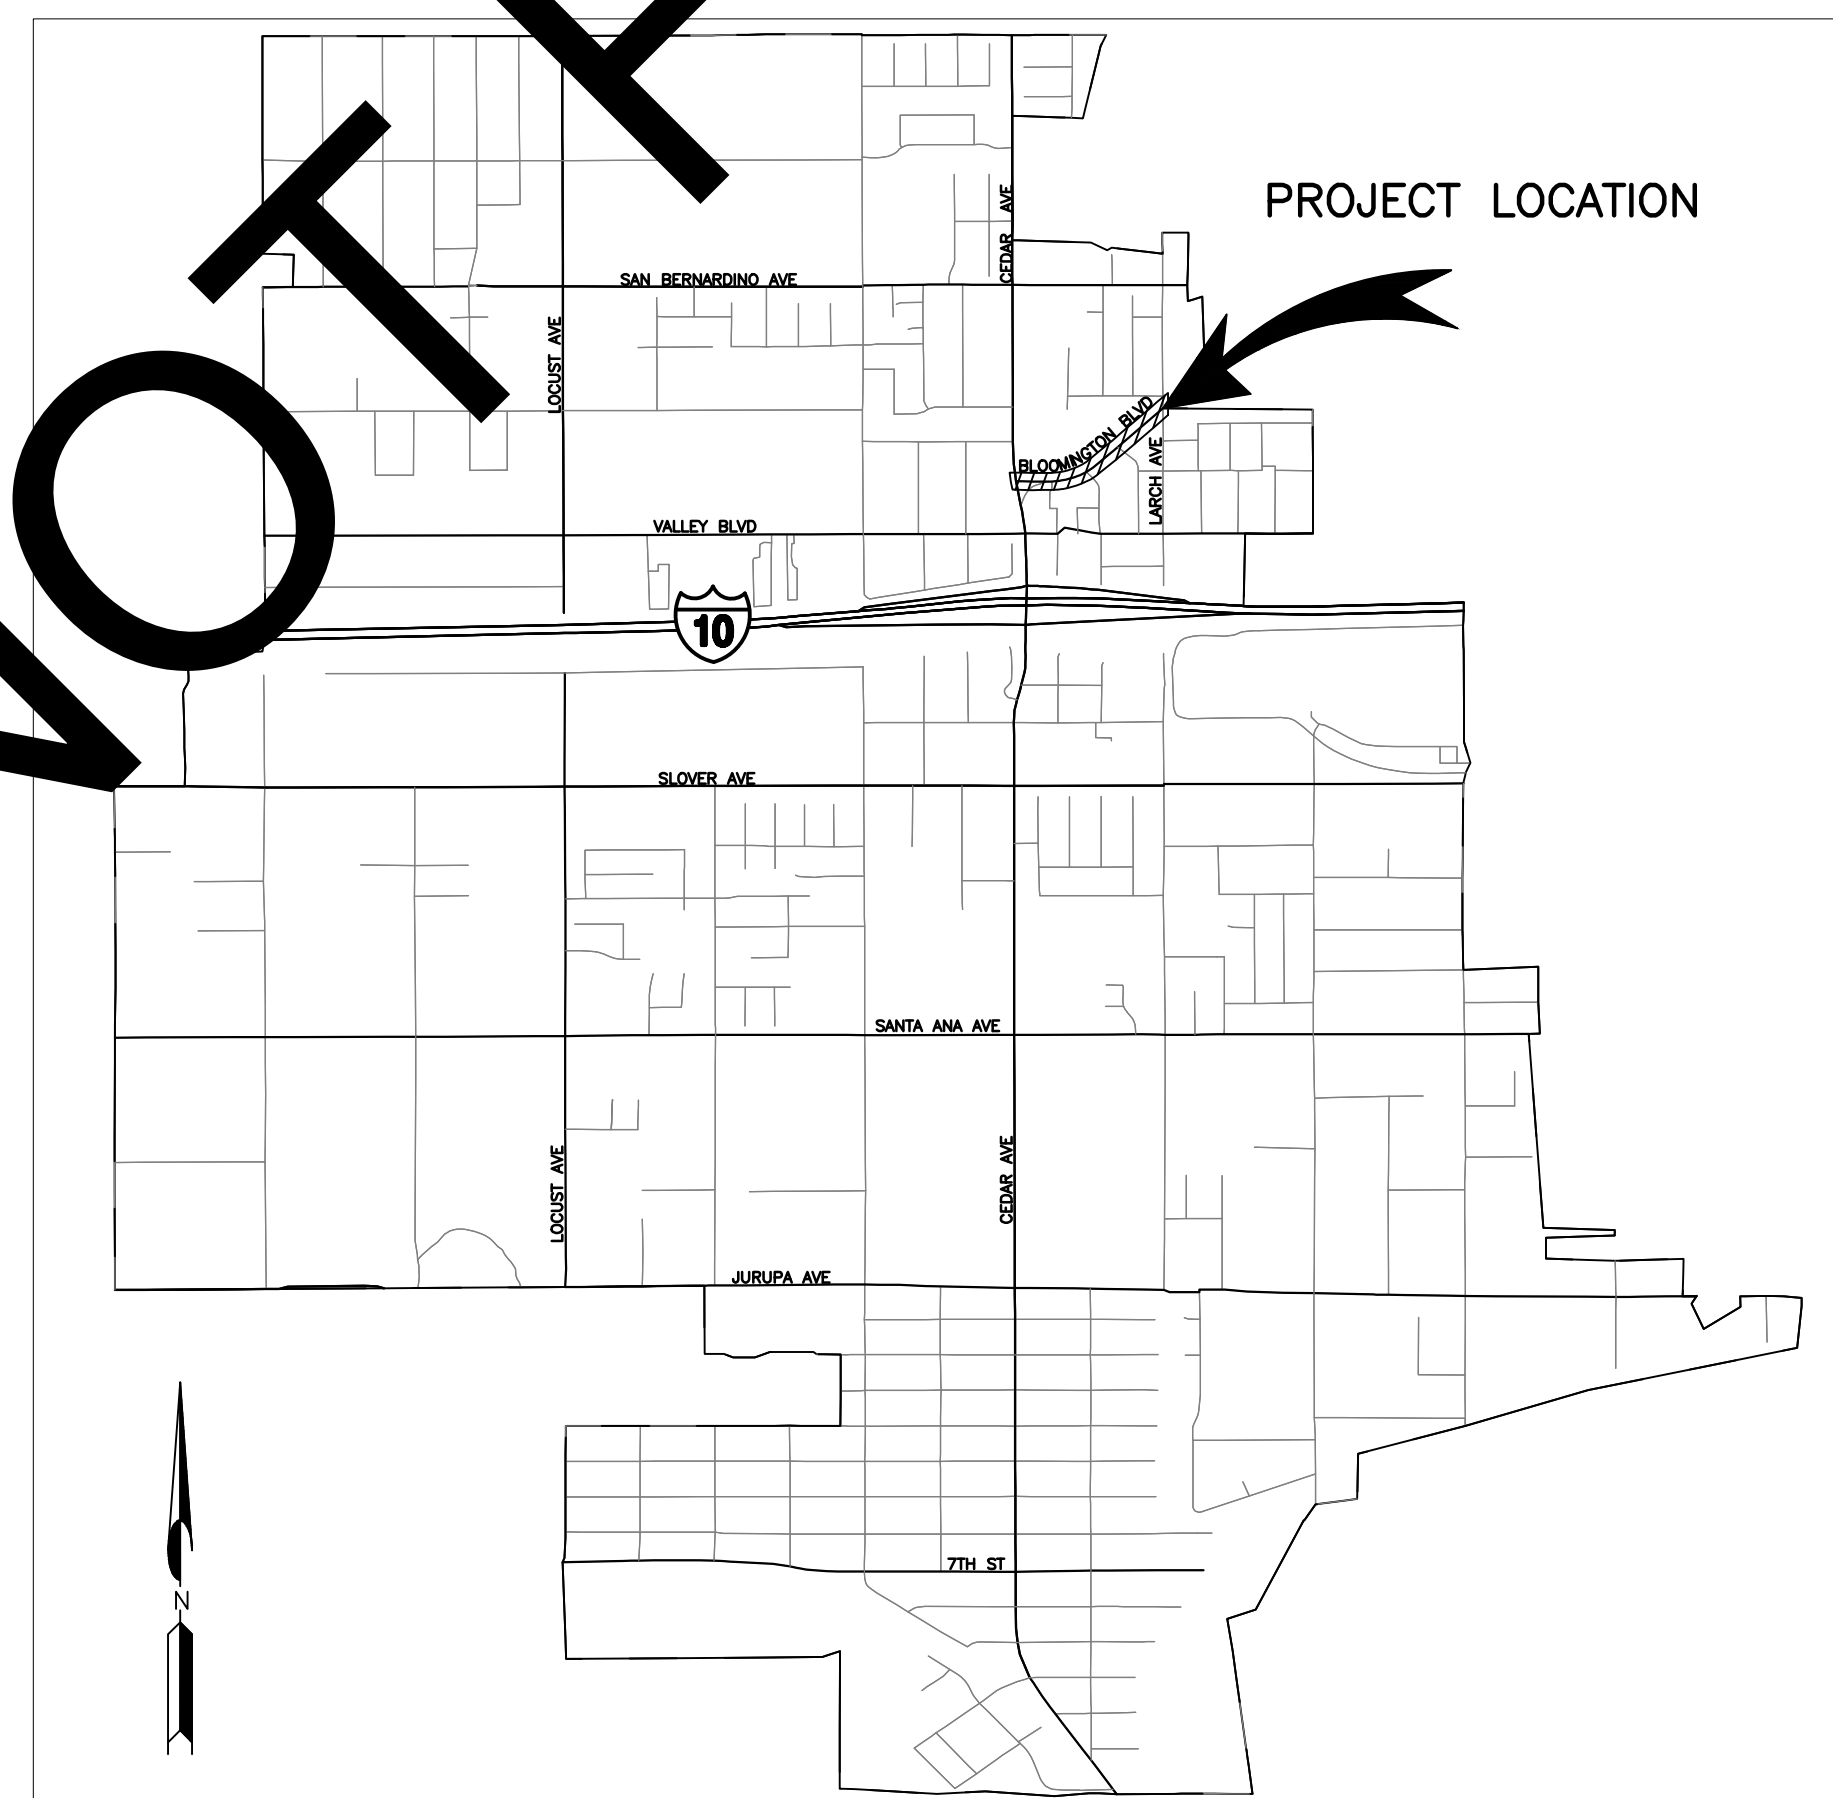 NOT
PROJECT LOCATION
CEDAR AVE
SAN BERNARDINO AVE
LOCUST AVE
BLOOMINGTON BLVD
LARCH AVE
VALLEY BLVD
10
SLOVER AVE
SANTA ANA AVE
LOCUST AVE
CEDAR AVE
JURUPA AVE
7TH ST
N